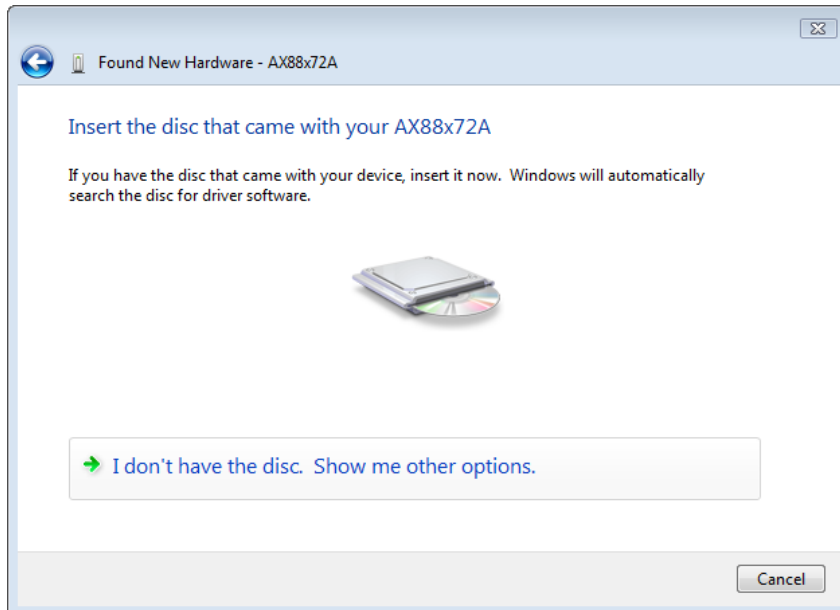 Found New Hardware - AX88x72A
Insert the disc that came with your AX88x72A
If you have the disc that came with your device, insert it now.  Windows will automatically
search the disc for driver software.
I don't have the disc.  Show me other options.
Cancel